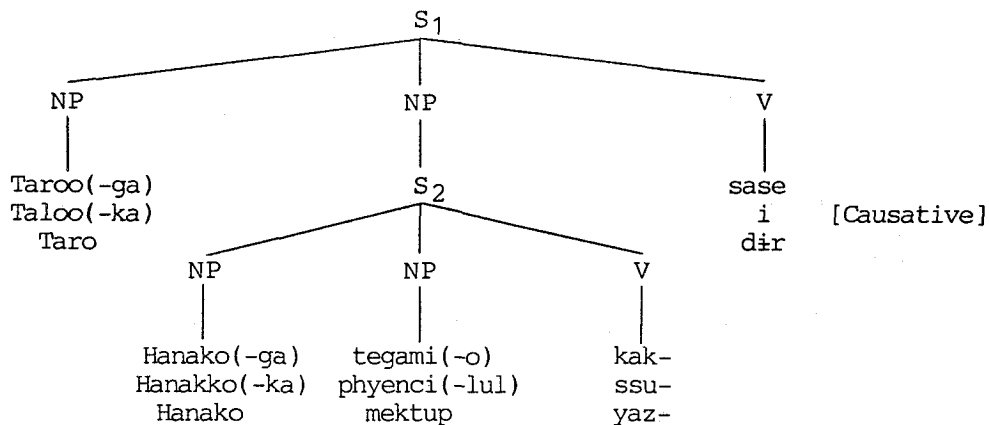 S1
NP NP V
Taroo(-ga) S2 sase
Taloo(-ka) i [Causative]
Taro dɨr
NP NP V
Hanako(-ga) tegami(-o) kak-
Hanakko(-ka) phyenci(-lul) ssu-
Hanako mektup yaz-